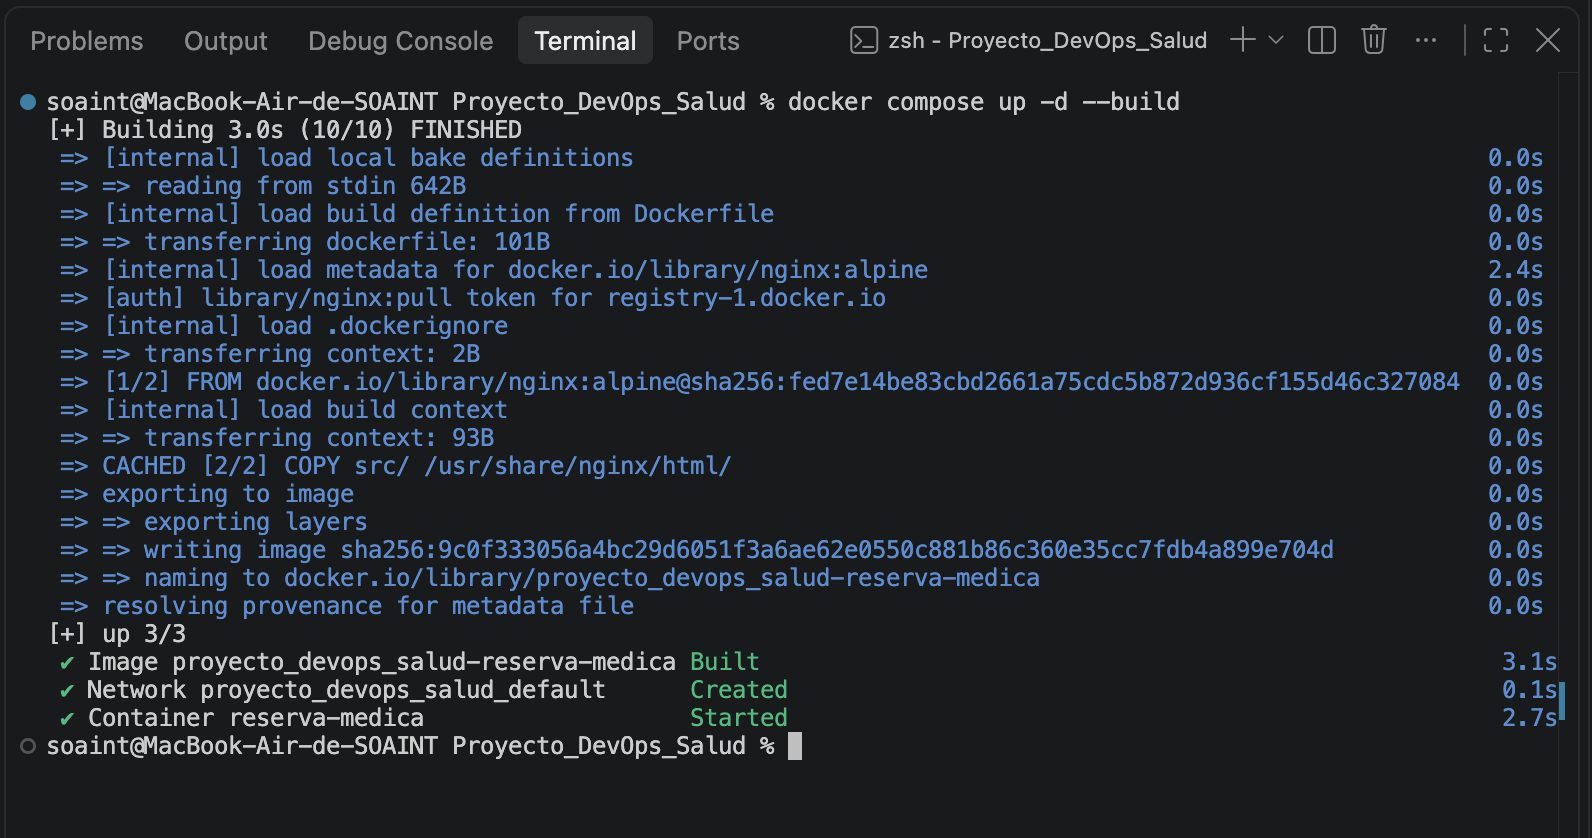 Problems Output Debug Console Terminal Ports zsh - Proyecto_DevOps_Salud
soaint@MacBook-Air-de-SOAINT Proyecto_DevOps_Salud % docker compose up -d --build
[+] Building 3.0s (10/10) FINISHED
=> [internal] load local bake definitions 0.0s
=> => reading from stdin 642B 0.0s
=> [internal] load build definition from Dockerfile 0.0s
=> => transferring dockerfile: 101B 0.0s
=> [internal] load metadata for docker.io/library/nginx:alpine 2.4s
=> [auth] library/nginx:pull token for registry-1.docker.io 0.0s
=> [internal] load .dockerignore 0.0s
=> => transferring context: 2B 0.0s
=> [1/2] FROM docker.io/library/nginx:alpine@sha256:fed7e14be83cbd2661a75cdc5b872d936cf155d46c327084 0.0s
=> [internal] load build context 0.0s
=> => transferring context: 93B 0.0s
=> CACHED [2/2] COPY src/ /usr/share/nginx/html/ 0.0s
=> exporting to image 0.0s
=> => exporting layers 0.0s
=> => writing image sha256:9c0f333056a4bc29d6051f3a6ae62e0550c881b86c360e35cc7fdb4a899e704d 0.0s
=> => naming to docker.io/library/proyecto_devops_salud-reserva-medica 0.0s
=> resolving provenance for metadata file 0.0s
[+] up 3/3
✔ Image proyecto_devops_salud-reserva-medica Built 3.1s
✔ Network proyecto_devops_salud_default Created 0.1s
✔ Container reserva-medica Started 2.7s
soaint@MacBook-Air-de-SOAINT Proyecto_DevOps_Salud %